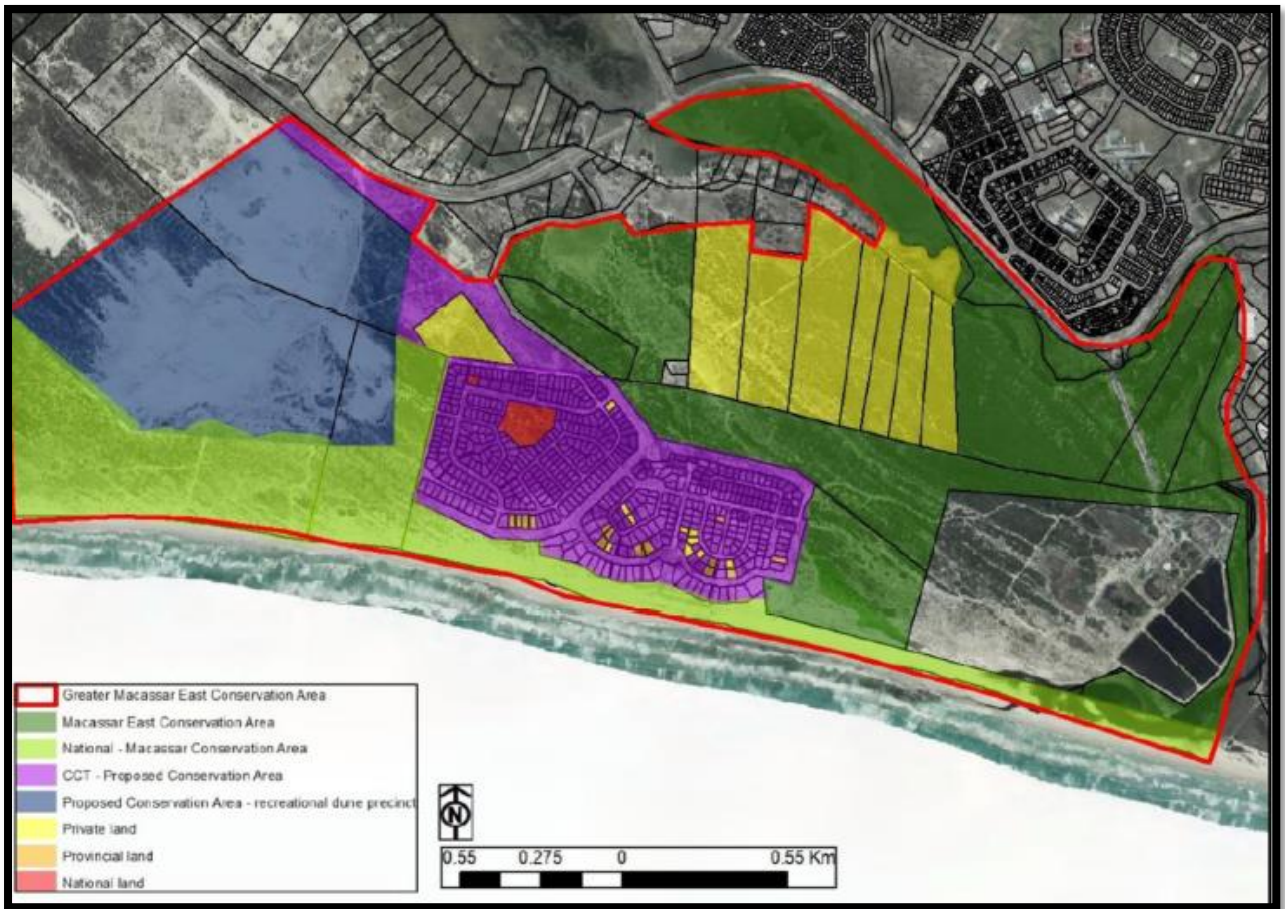 Greater Macassar East Conservation Area
Macassar East Conservation Area
National - Macassar Conservation Area
CCT - Proposed Conservation Area
Proposed Conservation Area - recreational dune precinct
Private land
Provincial land
National land
N
0.55 0.275 0 0.55 Km